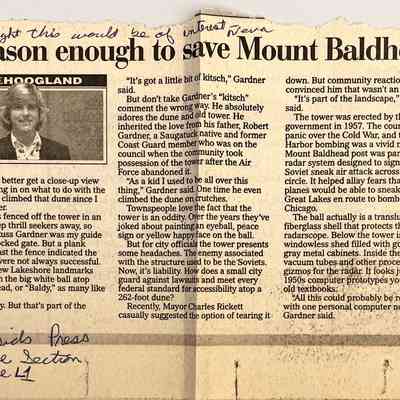 ght this would be of interest
ason enough to save Mount Baldhe
HOOGLAND
better get a close-up view
ng in on what to do with the
climbed that dune since I
er.
s fenced off the tower in an
ep thrill seekers away, so
uss Gardner was my guide
cked gate. But a plank
st the fence indicated the
were not always successful.
ew Lakeshore landmarks
n the big white ball atop
ead, or "Baldy," as many like
y. But that's part of the
"It's got a little bit of kitsch," Gardner
said.
But don't take Gardner's "kitsch"
comment the wrong way. He absolutely
adores the dune and old tower. He
inherited the love from his father, Robert
Gardner, a Saugatuck native and former
Coast Guard member who was on the
council when the community took
possession of the tower after the Air
Force abandoned it.
"As a kid I used to be all over this
thing," Gardner said. One time he even
climbed the dune on crutches.
Townspeople love the fact that the
tower is an oddity. Over the years they've
joked about painting an eyeball, peace
sign or yellow happy face on the ball.
But for city officials the tower presents
some headaches. The enemy associated
with the structure used to be the Soviets.
Now, it's liability. How does a small city
guard against lawsuits and meet every
federal standard for accessibility atop a
262-foot dune?
Recently, Mayor Charles Rickett
casually suggested the option of tearing it
down. But community reaction
convinced him that wasn't an
"It's part of the landscape,"
said.
The tower was erected by th
government in 1957. The coun
panic over the Cold War, and t
Harbor bombing was a vivid m
Mount Baldhead post was par
radar system designed to sign
Soviet sneak air attack across
circle. It helped allay fears tha
planes would be able to sneak
Great Lakes en route to bomb
Chicago.
The ball actually is a translu
fiberglass shell that protects th
radarscope. Below the tower is
windowless shed filled with go
gray metal cabinets. Inside the
vacuum tubes and other proce
gizmos for the radar. It looks ju
1950s computer prototypes yo
old textbooks.
"All this could probably be r
with one personal computer no
Gardner said.
ids Press
Section
L1